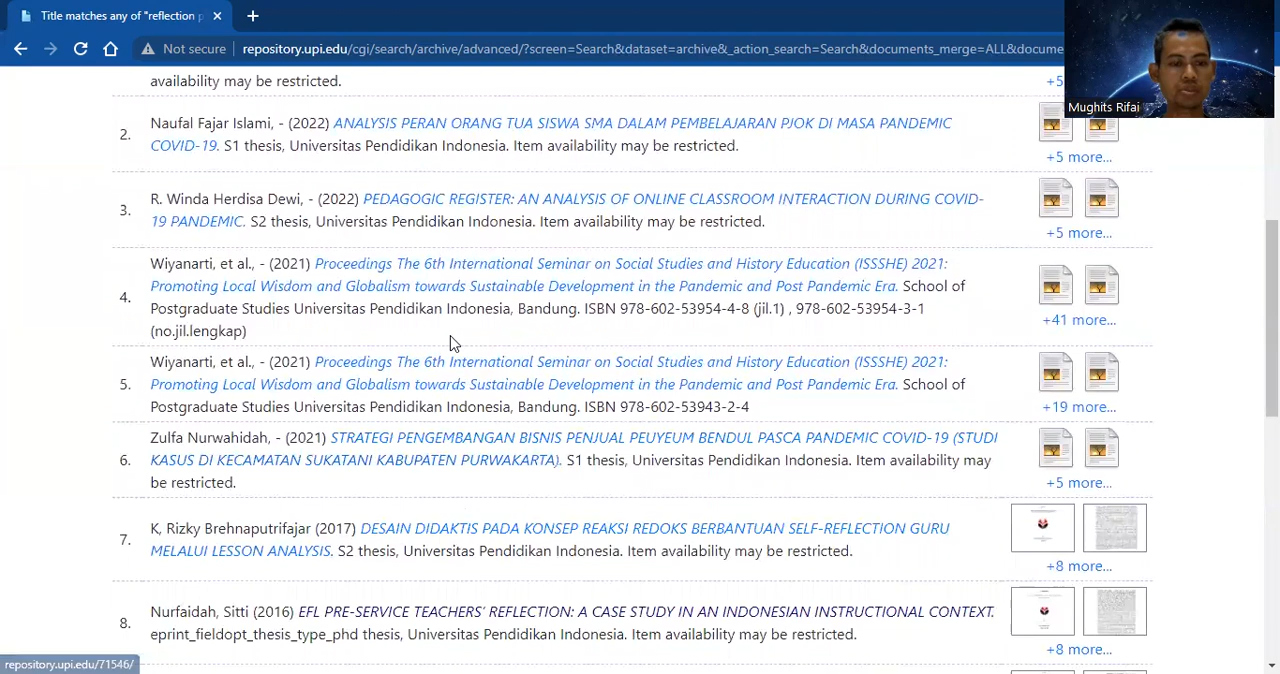 Title matches any of "reflection p
Not secure
repository.upi.edu/cgi/search/archive/advanced/?screen=Search&dataset=archive&_action_search=Search&documents_merge=ALL&docume
Mughits Rifai
availability may be restricted.
+5
2.
Naufal Fajar Islami, - (2022) ANALYSIS PERAN ORANG TUA SISWA SMA DALAM PEMBELAJARAN PJOK DI MASA PANDEMIC
COVID-19. S1 thesis, Universitas Pendidikan Indonesia. Item availability may be restricted.
+5 more...
3.
R. Winda Herdisa Dewi, - (2022) PEDAGOGIC REGISTER: AN ANALYSIS OF ONLINE CLASSROOM INTERACTION DURING COVID-
19 PANDEMIC. S2 thesis, Universitas Pendidikan Indonesia. Item availability may be restricted.
+5 more...
4.
Wiyanarti, et al., - (2021) Proceedings The 6th International Seminar on Social Studies and History Education (ISSSHE) 2021:
Promoting Local Wisdom and Globalism towards Sustainable Development in the Pandemic and Post Pandemic Era. School of
Postgraduate Studies Universitas Pendidikan Indonesia, Bandung. ISBN 978-602-53954-4-8 (jil.1) , 978-602-53954-3-1
(no.jil.lengkap)
+41 more...
5.
Wiyanarti, et al., - (2021) Proceedings The 6th International Seminar on Social Studies and History Education (ISSSHE) 2021:
Promoting Local Wisdom and Globalism towards Sustainable Development in the Pandemic and Post Pandemic Era. School of
Postgraduate Studies Universitas Pendidikan Indonesia, Bandung. ISBN 978-602-53943-2-4
+19 more...
6.
Zulfa Nurwahidah, - (2021) STRATEGI PENGEMBANGAN BISNIS PENJUAL PEUYEUM BENDUL PASCA PANDEMIC COVID-19 (STUDI
KASUS DI KECAMATAN SUKATANI KABUPATEN PURWAKARTA). S1 thesis, Universitas Pendidikan Indonesia. Item availability may
be restricted.
+5 more...
7.
K, Rizky Brehnaputrifajar (2017) DESAIN DIDAKTIS PADA KONSEP REAKSI REDOKS BERBANTUAN SELF-REFLECTION GURU
MELALUI LESSON ANALYSIS. S2 thesis, Universitas Pendidikan Indonesia. Item availability may be restricted.
+8 more...
8.
Nurfaidah, Sitti (2016) EFL PRE-SERVICE TEACHERS' REFLECTION: A CASE STUDY IN AN INDONESIAN INSTRUCTIONAL CONTEXT.
eprint_fieldopt_thesis_type_phd thesis, Universitas Pendidikan Indonesia. Item availability may be restricted.
+8 more...
repository.upi.edu/71546/